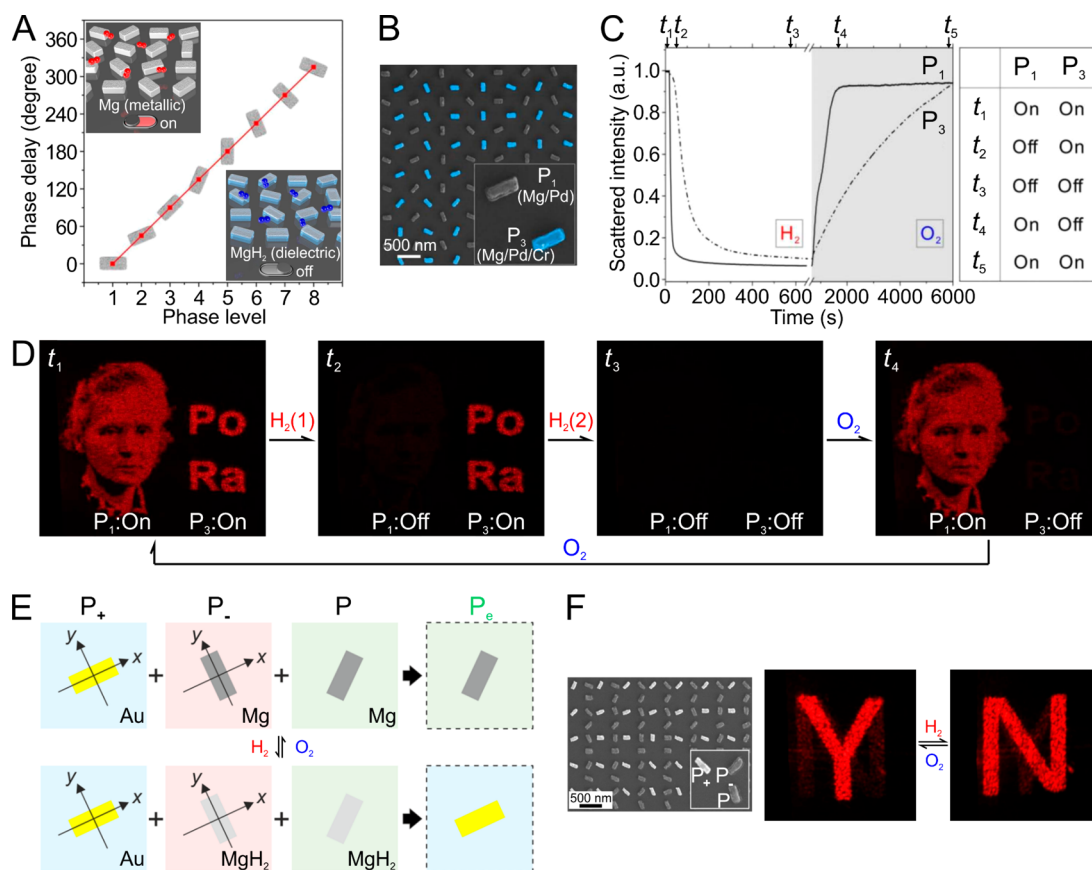 A
360
270
180
90
0
Phase delay (degree)
Mg (metallic)
on
MgH₂ (dielectric)
off
1 2 3 4 5 6 7 8
Phase level
B
P₁
(Mg/Pd)
P₃
(Mg/Pd/Cr)
500 nm
C
t₁ t₂ t₃ t₄ t₅
1.0
0.8
0.6
0.4
0.2
0.0
Scattered intensity (a.u.)
P₁
P₃
H₂
O₂
0 200 400 600 2000 4000 6000
Time (s)
P₁ P₃
t₁ On On
t₂ Off On
t₃ Off Off
t₄ On Off
t₅ On On
D
t₁
Po
Ra
P₁:On P₃:On
H₂(1)
t₂
Po
Ra
P₁:Off P₃:On
H₂(2)
t₃
P₁:Off P₃:Off
O₂
t₄
Po
Ra
P₁:On P₃:Off
O₂
E
P₊ P₋ P Pₑ
y x Au + y x Mg + Mg
H₂ O₂
y x Au + y x MgH₂ + MgH₂
F
P₊ P₋
P
500 nm
Y
H₂
O₂
N